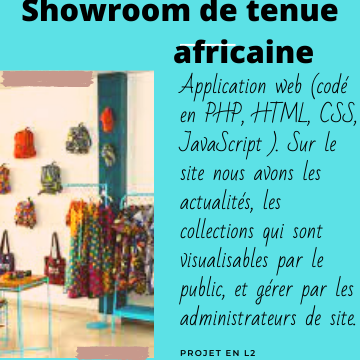 Showroom de tenue
africaine
Application web (codé
en PHP, HTML, CSS,
JavaScript ). Sur le
site nous avons les
actualités, les
collections qui sont
visualisables par le
public, et gérer par les
administrateurs de site.
PROJET EN L2